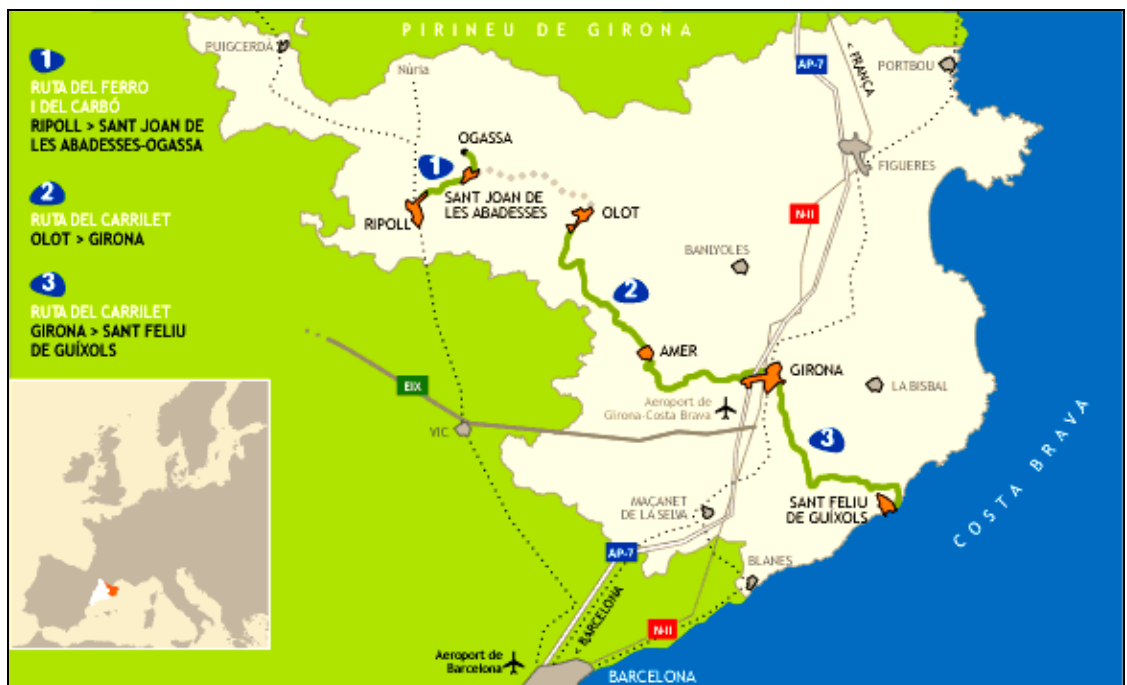 PIRINEU DE GIRONA
1
RUTA DEL FERRO
I DEL CARBÓ
RIPOLL > SANT JOAN DE
LES ABADESSES-OGASSA
2
RUTA DEL CARRILET
OLOT > GIRONA
3
RUTA DEL CARRILET
GIRONA > SANT FELIU
DE GUÍXOLS
PUIGCERDÀ
Núria
AP-7
< FRANÇA
PORTBOU
OGASSA
1
FIGUERES
SANT JOAN DE
LES ABADESSES
RIPOLL
OLOT
N-II
BANLYOLES
2
AMER
GIRONA
EIX
LA BISBAL
Aeroport de
Girona-Costa Brava
VIC
3
COSTA BRAVA
MAÇANET
DE LA SELVA
SANT FELIU
DE GUÍXOLS
AP-7
BLANES
< BARCELONA
N-II
Aeroport de
Barcelona
BARCELONA